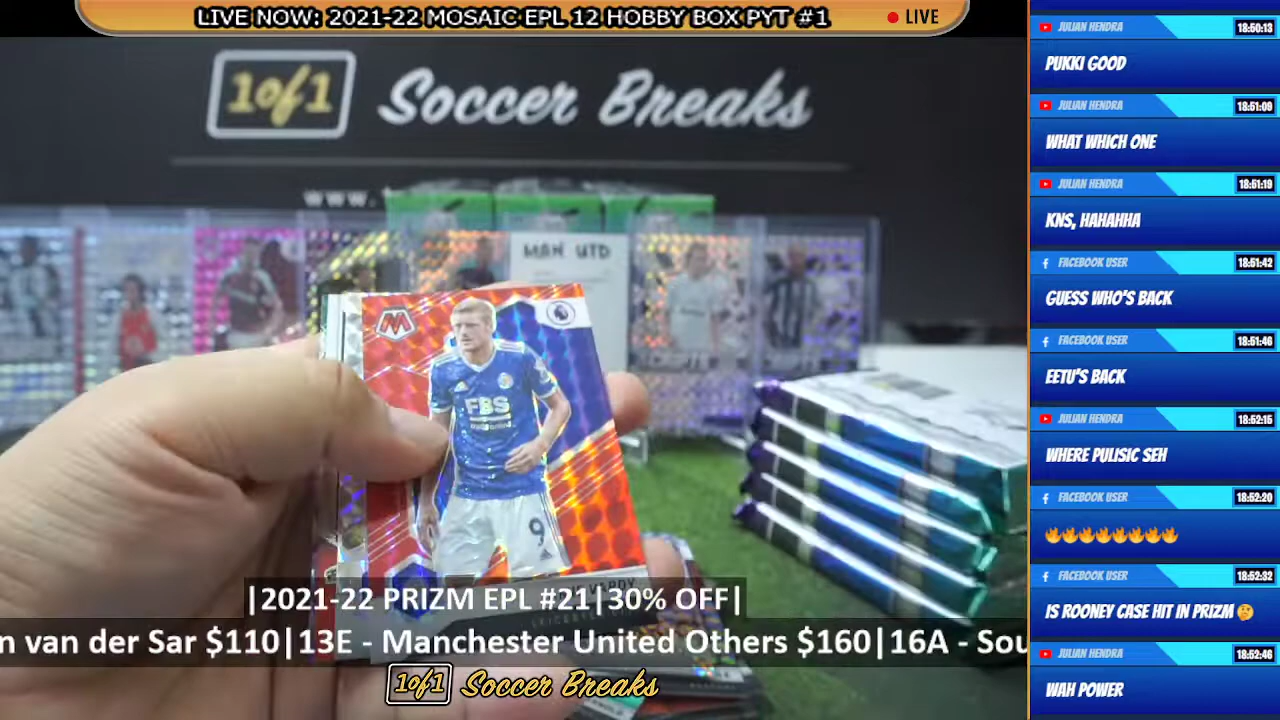 LIVE NOW: 2021-22 MOSAIC EPL 12 HOBBY BOX PYT #1
LIVE
1of1 Soccer Breaks
www.
MAN UTD
FBS
9
VARDY
|2021-22 PRIZM EPL #21|30% OFF|
n van der Sar $110|13E - Manchester United Others $160|16A - Sou
1of1 Soccer Breaks
JULIAN HENDRA 18:50:13
PUKKI GOOD
JULIAN HENDRA 18:51:09
WHAT WHICH ONE
JULIAN HENDRA 18:51:19
KNS, HAHAHHA
FACEBOOK USER 18:51:42
GUESS WHO'S BACK
FACEBOOK USER 18:51:46
EETU'S BACK
JULIAN HENDRA 18:52:15
WHERE PULISIC SEH
FACEBOOK USER 18:52:20
🔥🔥🔥🔥🔥🔥🔥🔥
FACEBOOK USER 18:52:32
IS ROONEY CASE HIT IN PRIZM 🤔
JULIAN HENDRA 18:52:46
WAH POWER